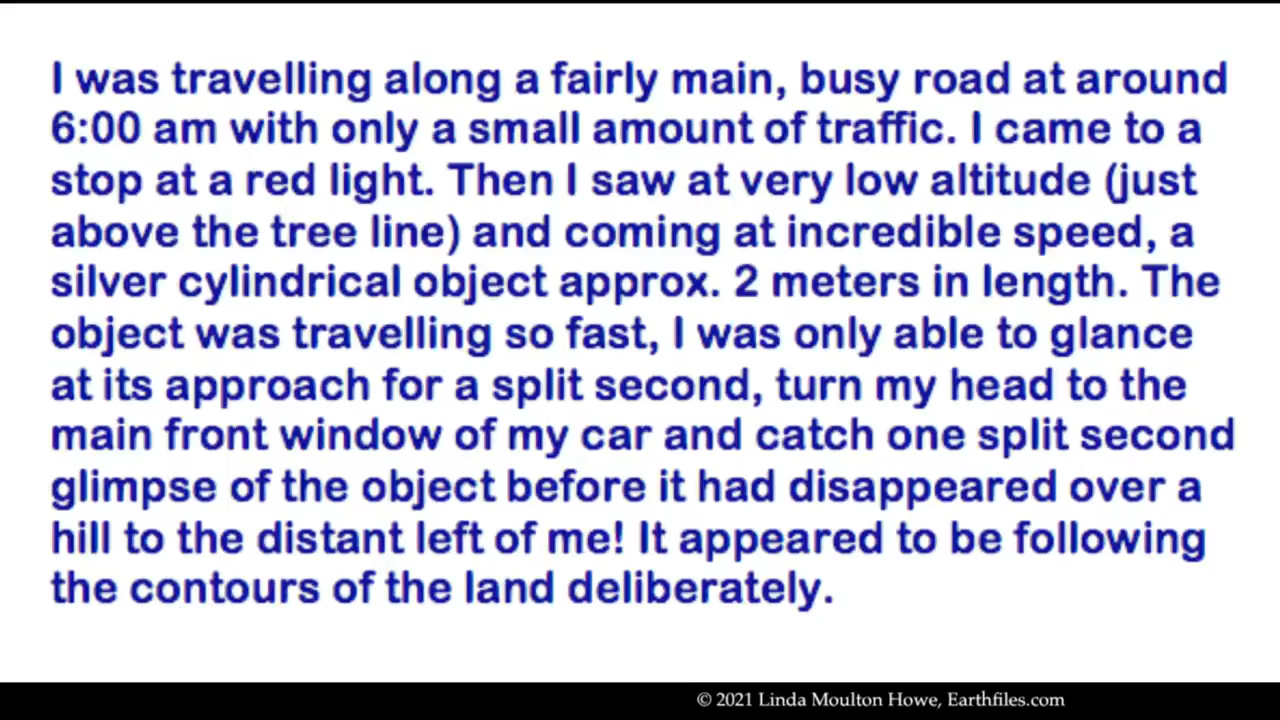 I was travelling along a fairly main, busy road at around
6:00 am with only a small amount of traffic. I came to a
stop at a red light. Then I saw at very low altitude (just
above the tree line) and coming at incredible speed, a
silver cylindrical object approx. 2 meters in length. The
object was travelling so fast, I was only able to glance
at its approach for a split second, turn my head to the
main front window of my car and catch one split second
glimpse of the object before it had disappeared over a
hill to the distant left of me! It appeared to be following
the contours of the land deliberately.
© 2021 Linda Moulton Howe, Earthfiles.com